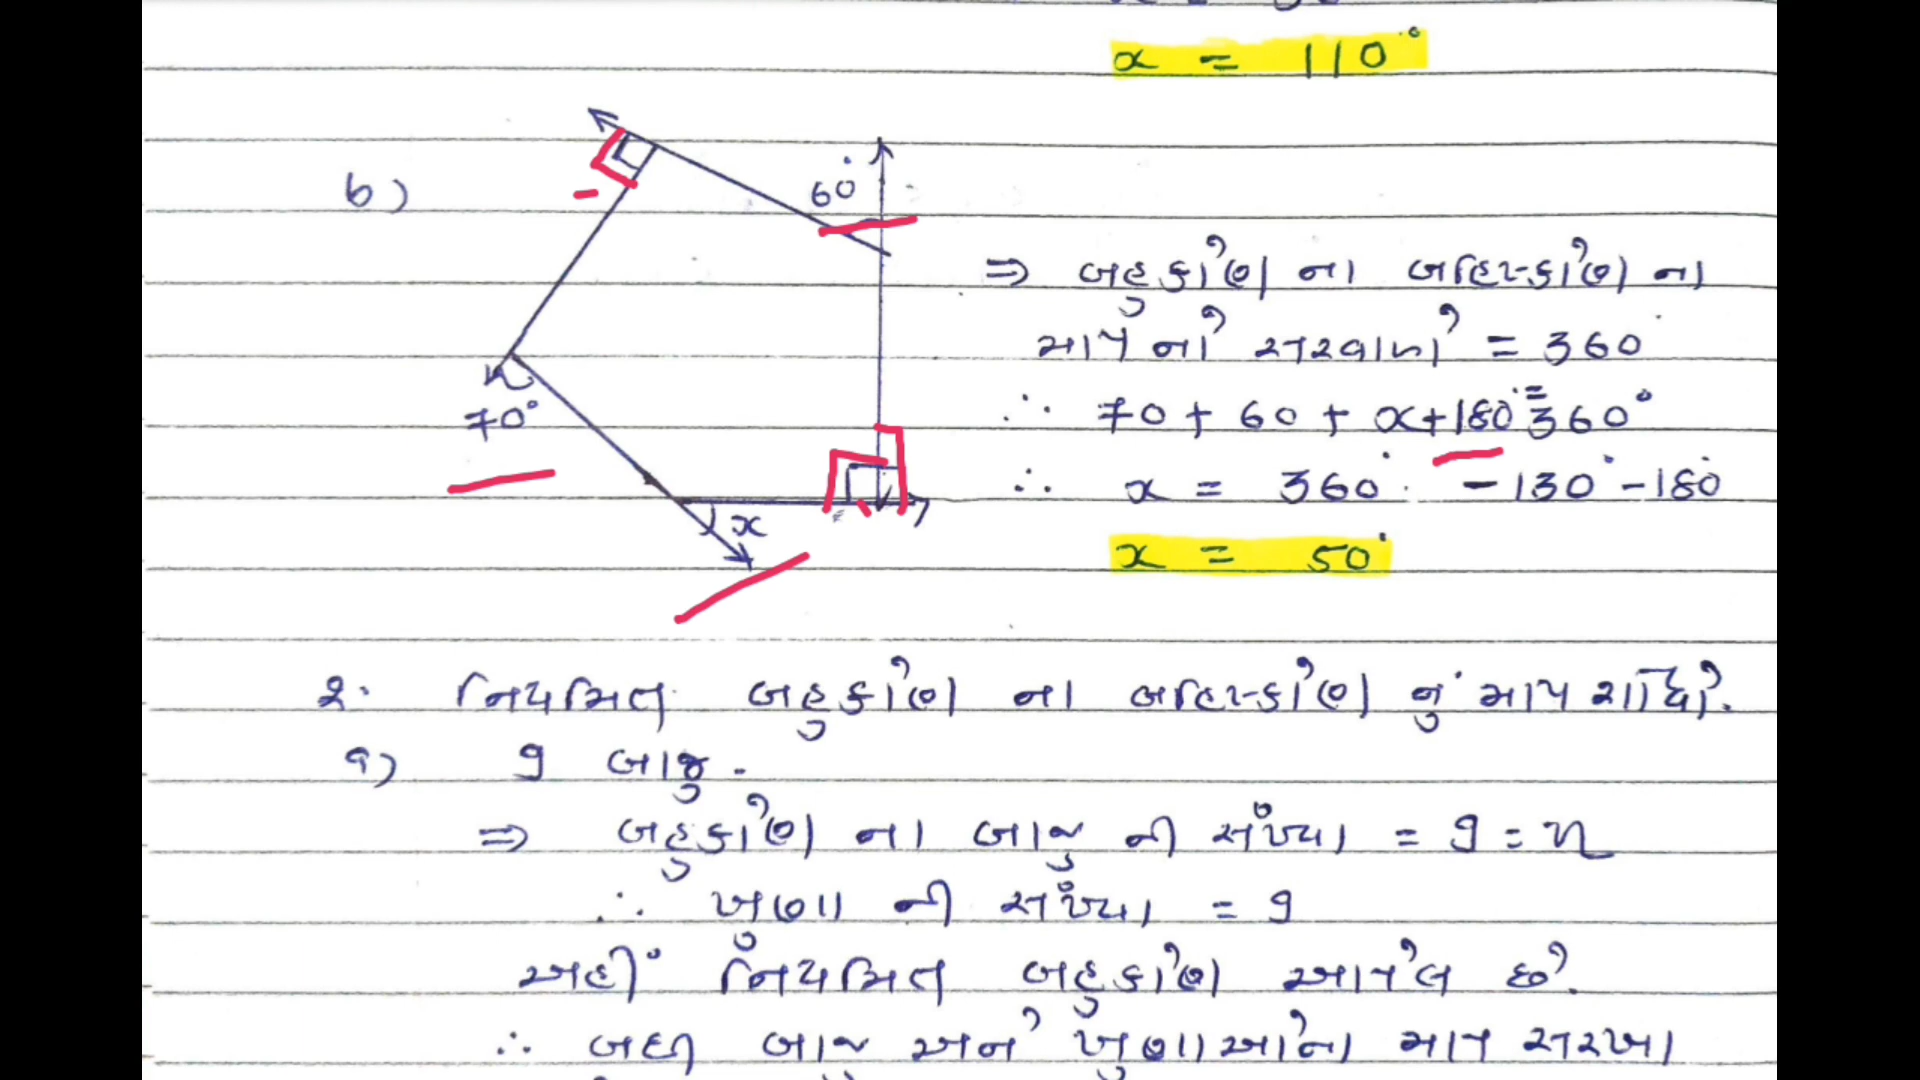 x = 110°
b)
60°
⇒ બહુકોણ ના બહિષ્કોણ ના
માપ નો સરવાળો = 360°
70°
∴ 70 + 60 + x + 180° = 360°
∴ x = 360° - 130° - 180
x
x = 50°
2. નિયમિત બહુકોણ ના બહિષ્કોણ નું માપ શોધો.
a) 9 બાજુ.
⇒ બહુકોણ ના બાજુ ની સંખ્યા = 9 = n
∴ ખુણા ની સંખ્યા = 9
અહીં નિયમિત બહુકોણ આપેલ છે.
∴ બધી બાજુ અને ખુણાઓના માપ સરખા